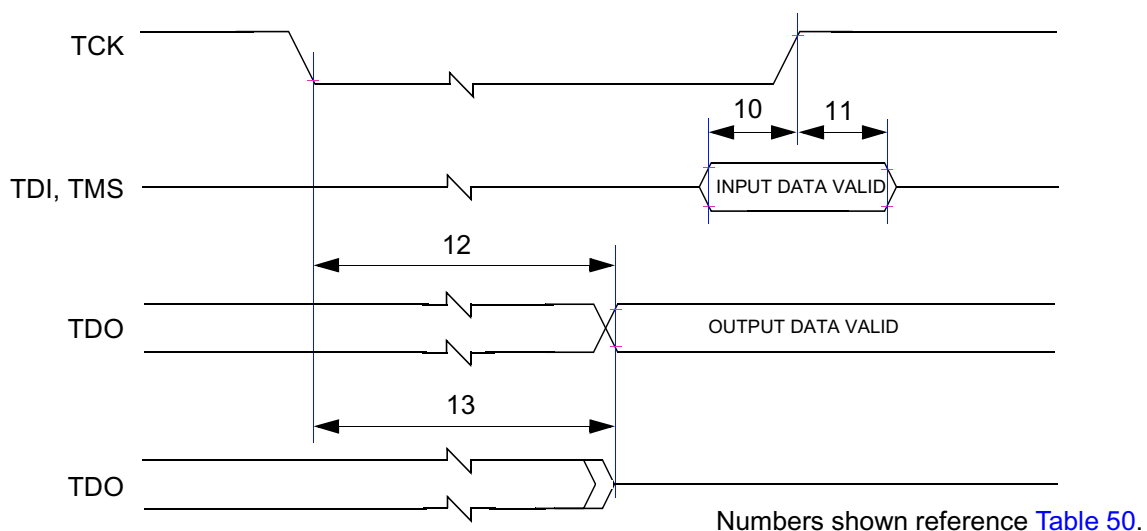 TCK
10
11
TDI, TMS
INPUT DATA VALID
12
TDO
OUTPUT DATA VALID
13
TDO
Numbers shown reference Table 50.